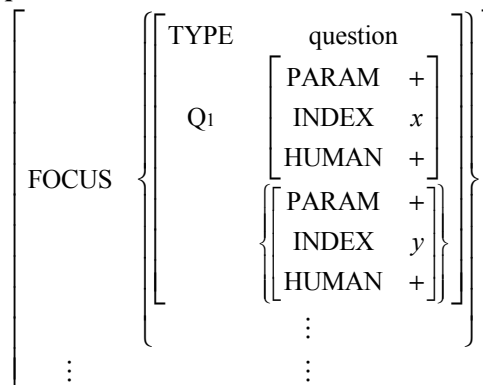 TYPE question
PARAM +
Q1 INDEX x
HUMAN +
FOCUS
PARAM +
INDEX y
HUMAN +
⋮
⋮ ⋮